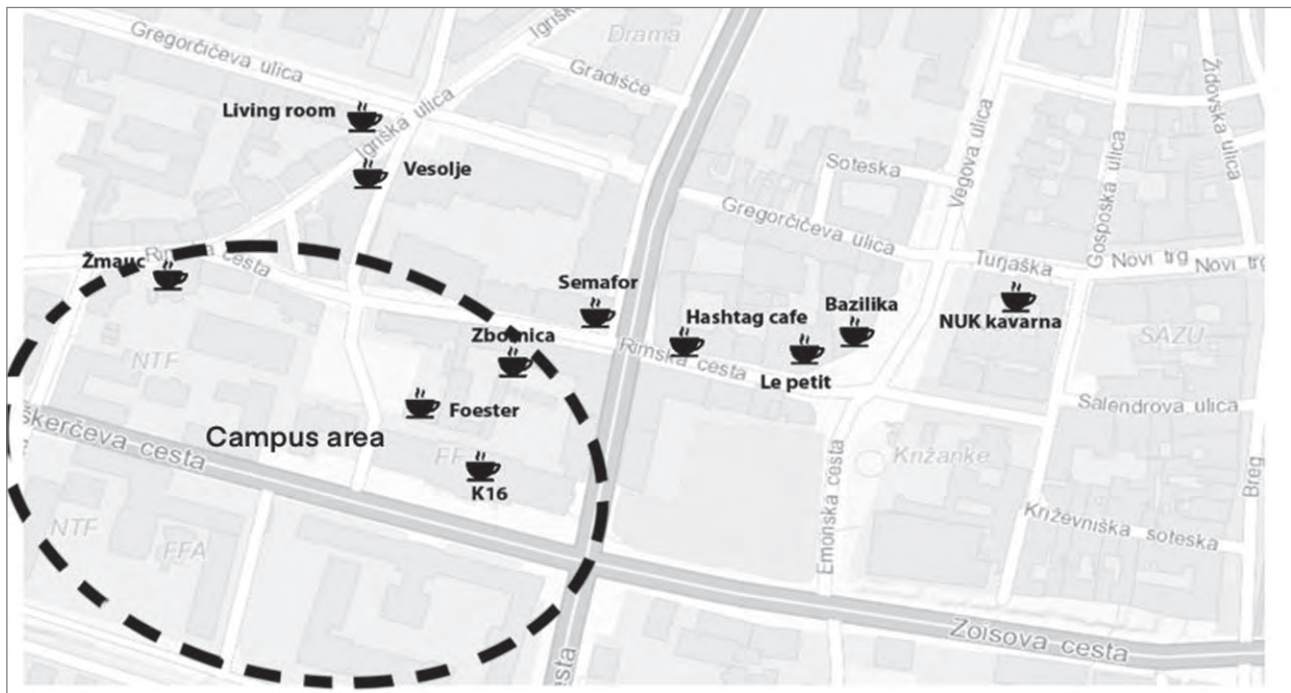 Gregorčičeva ulica
Igriška
Drama
Gradišče
Židovska ulica
Living room
Igriška ulica
Vesolje
Soteska
Vegova ulica
Gosposka ulica
Gregorčičeva ulica
Turjaška
Novi trg
Novi trg
Žmauc
Rimska cesta
Semafor
Zbornica
Hashtag cafe
Bazilika
NUK kavarna
SAZU
NTF
Rimska cesta
Le petit
Foester
Salendrova ulica
škerčeva cesta
Campus area
FF
Križanke
K16
Emonska cesta
Breg
Križevniška soteska
NTF
FFA
Zoisova cesta
esta